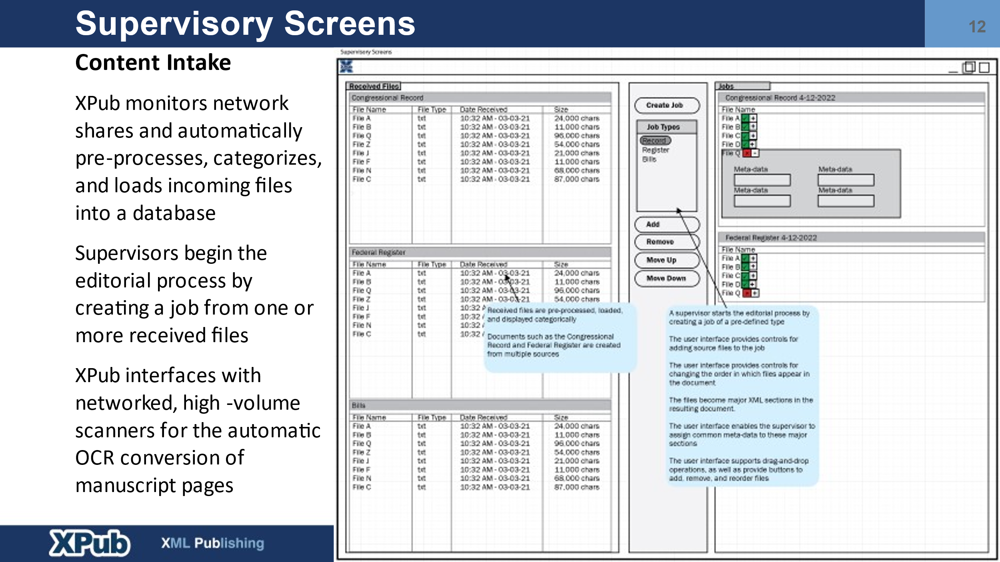 Supervisory Screens
12
Content Intake
XPub monitors network
shares and automatically
pre-processes, categorizes,
and loads incoming files
into a database
Supervisors begin the
editorial process by
creating a job from one or
more received files
XPub interfaces with
networked, high -volume
scanners for the automatic
OCR conversion of
manuscript pages
XPub
XML Publishing
Supervisory Screens
Received Files
Congressional Record
File Name File Type Date Received Size
File A txt 10:32 AM - 03-03-21 24,000 chars
File B txt 10:32 AM - 03-03-21 11,000 chars
File Q txt 10:32 AM - 03-03-21 96,000 chars
File Z txt 10:32 AM - 03-03-21 54,000 chars
File J txt 10:32 AM - 03-03-21 21,000 chars
File F txt 10:32 AM - 03-03-21 11,000 chars
File N txt 10:32 AM - 03-03-21 68,000 chars
File C txt 10:32 AM - 03-03-21 87,000 chars
Federal Register
File Name File Type Date Received Size
File A txt 10:32 AM - 03-03-21 24,000 chars
File B txt 10:32 AM - 03-03-21 11,000 chars
File Q txt 10:32 AM - 03-03-21 96,000 chars
File Z txt 10:32 AM - 03-03-21 54,000 chars
File J txt 10:32 A
File F txt 10:32
File N txt 10:32
File C txt 10:32
Received files are pre-processed, loaded,
and displayed categorically
Documents such as the Congressional
Record and Federal Register are created
from multiple sources
Bills
File Name File Type Date Received Size
File A txt 10:32 AM - 03-03-21 24,000 chars
File B txt 10:32 AM - 03-03-21 11,000 chars
File Q txt 10:32 AM - 03-03-21 96,000 chars
File Z txt 10:32 AM - 03-03-21 54,000 chars
File J txt 10:32 AM - 03-03-21 21,000 chars
File F txt 10:32 AM - 03-03-21 11,000 chars
File N txt 10:32 AM - 03-03-21 68,000 chars
File C txt 10:32 AM - 03-03-21 87,000 chars
Create Job
Job Types
Record
Register
Bills
Add
Remove
Move Up
Move Down
Jobs
Congressional Record 4-12-2022
File Name
File A +
File B +
File C +
File D +
File Q x -
Meta-data Meta-data
Meta-data Meta-data
Federal Register 4-12-2022
File Name
File A +
File B +
File C +
File D +
File Q x +
A supervisor starts the editorial process by
creating a job of a pre-defined type
The user interface provides controls for
adding source files to the job
The user interface provides controls for
changing the order in which files appear in
the document
The files become major XML sections in the
resulting document.
The user interface enables the supervisor to
assign common meta-data to these major
sections
The user interface supports drag-and-drop
operations, as well as provide buttons to
add, remove, and reorder files